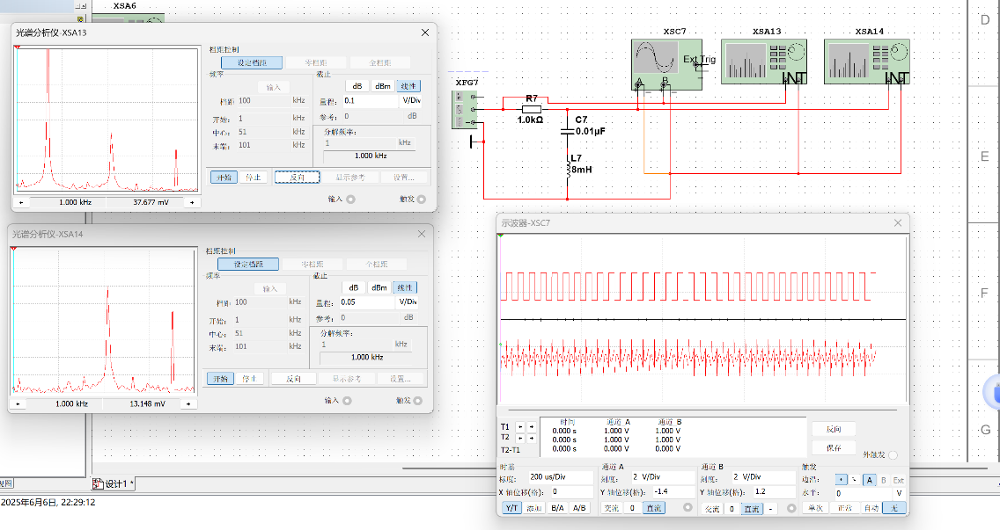 XSA6
光谱分析仪-XSA13
档距控制
设定档距
零档距
全档距
频率
输入
档距: 100 kHz
开始: 1 kHz
中心: 51 kHz
末端: 101 kHz
截止
dB
dBm
线性
量程: 0.1 V/Div
参考: 0 dB
分解频率:
1 kHz
1.000 kHz
开始
停止
反向
显示参考
设置...
1.000 kHz
37.677 mV
输入
触发
光谱分析仪-XSA14
档距控制
设定档距
零档距
全档距
频率
输入
档距: 100 kHz
开始: 1 kHz
中心: 51 kHz
末端: 101 kHz
截止
dB
dBm
线性
量程: 0.05 V/Div
参考: 0 dB
分解频率:
1 kHz
1.000 kHz
开始
停止
反向
显示参考
设置...
1.000 kHz
13.148 mV
输入
触发
XFG7
R7
1.0kΩ
C7
0.01μF
L7
8mH
XSC7
Ext Trig
A
B
XSA13
INT
XSA14
INT
D
E
F
G
示波器-XSC7
时间 通道 A 通道 B
T1 0.000 s 1.000 V 1.000 V
T2 0.000 s 1.000 V 1.000 V
T2-T1 0.000 s 0.000 V 0.000 V
反向
保存
外触发
时基
标度: 200 us/Div
X 轴位移(格): 0
Y/T 添加 B/A A/B
通道 A
刻度: 2 V/Div
Y 轴位移(格): -1.4
交流 0 直流
通道 B
刻度: 2 V/Div
Y 轴位移(格): 1.2
交流 0 直流 -
触发
边沿: A B Ext
水平: 0 V
单次 正常 自动 无
视图
设计1 *
2025年6月6日, 22:29:12